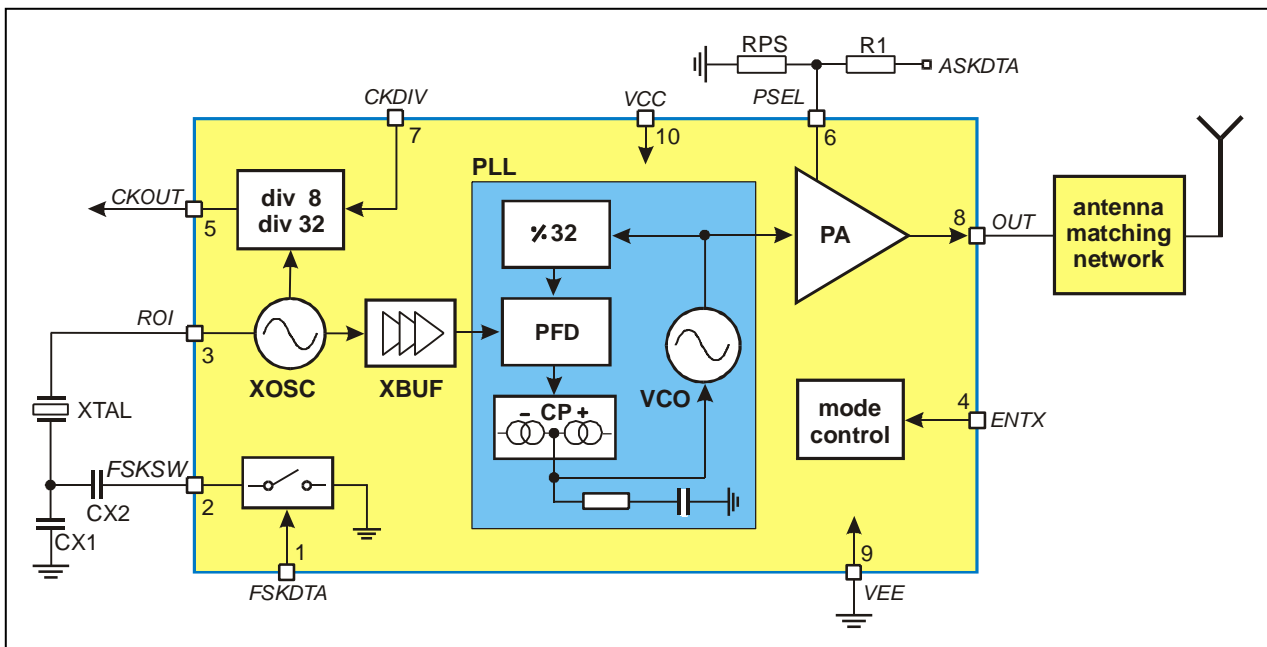 RPS
R1
ASKDTA
CKDIV
VCC
PSEL
7
10
6
PLL
CKOUT
5
div 8
div 32
% 32
PA
8
OUT
antenna
matching
network
ROI
3
XOSC
XBUF
PFD
VCO
XTAL
- CP +
mode
control
4
ENTX
FSKSW
2
CX2
CX1
1
FSKDTA
9
VEE